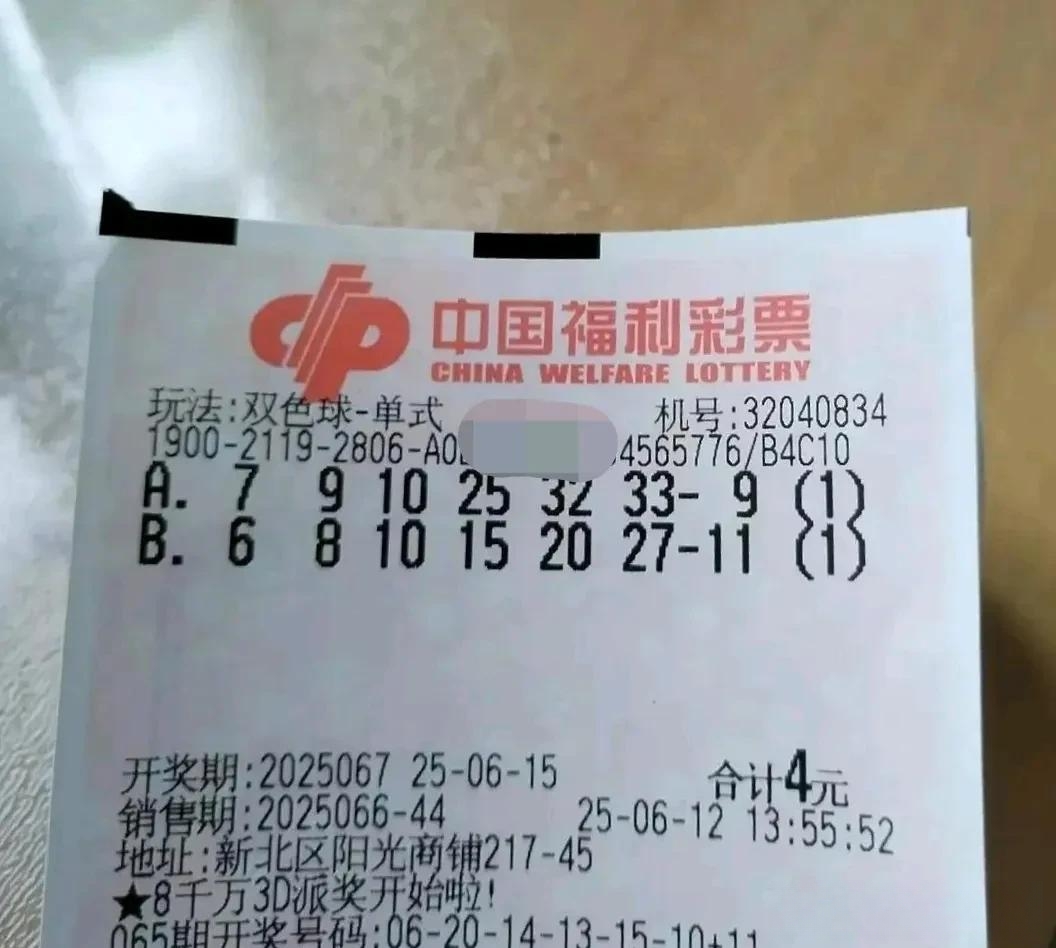 中国福利彩票
CHINA WELFARE LOTTERY
玩法:双色球-单式 机号:32040834
1900-2119-2806-A0 4565776/B4C10
A. 7 9 10 25 32 33- 9 (1)
B. 6 8 10 15 20 27-11 (1)
开奖期:2025067 25-06-15 合计4元
销售期:2025066-44 25-06-12 13:55:52
地址:新北区阳光商铺217-45
★8千万3D派奖开始啦!
065期开奖号码:06-20-14-13-15-10+11